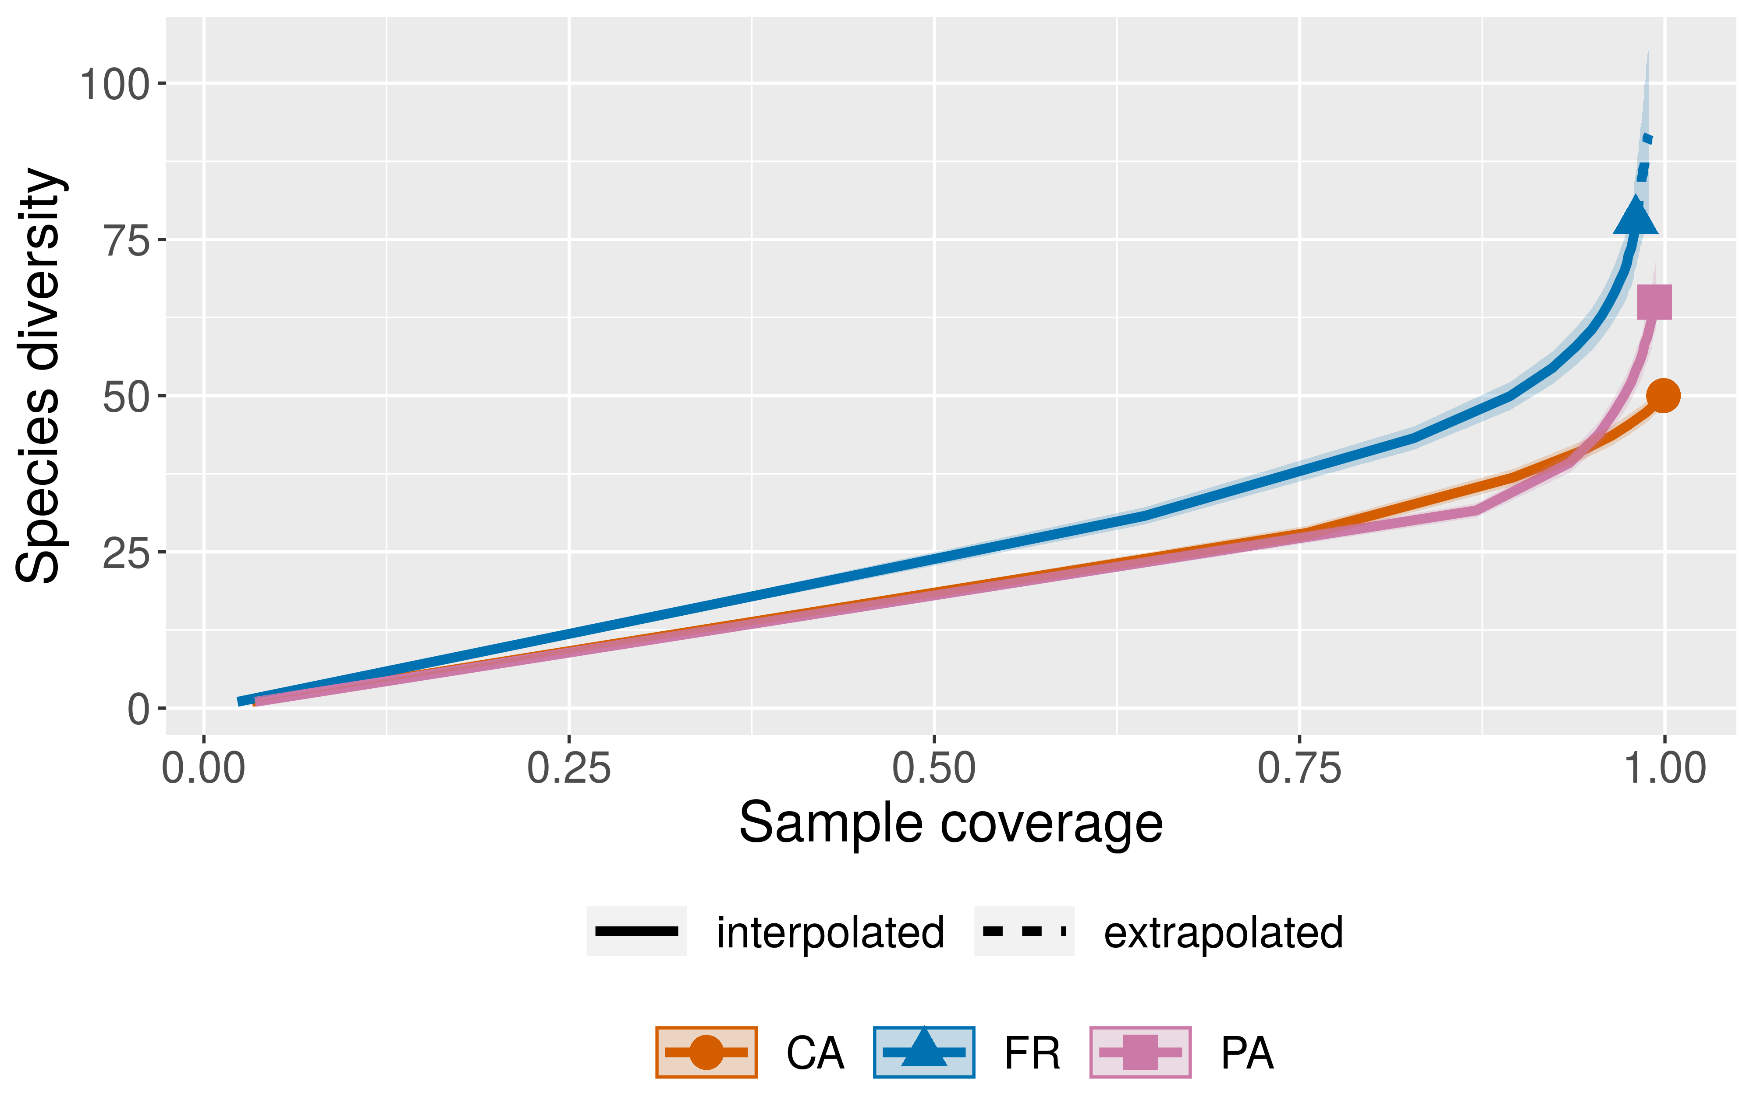 Species diversity
100
75
50
25
0
0.00 0.25 0.50 0.75 1.00
Sample coverage
interpolated extrapolated
CA FR PA